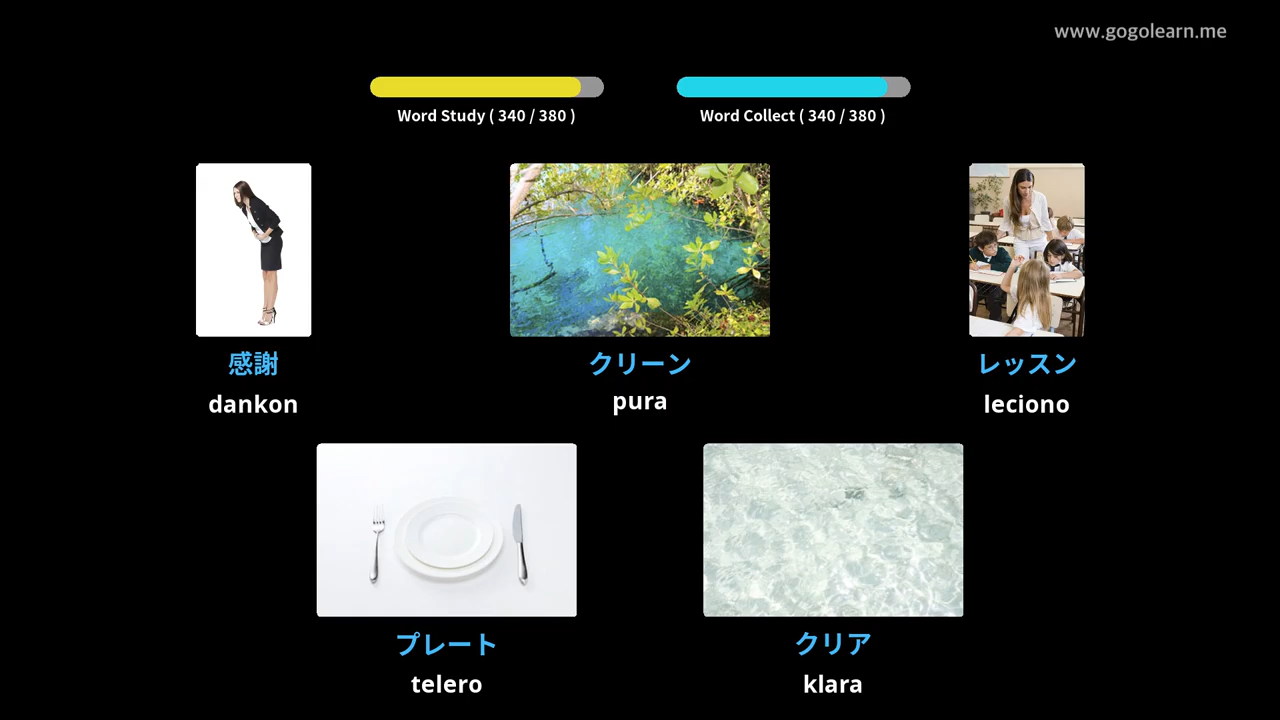 www.gogolearn.me
Word Study ( 340 / 380 )
Word Collect ( 340 / 380 )
感謝
dankon
クリーン
pura
レッスン
leciono
プレート
telero
クリア
klara